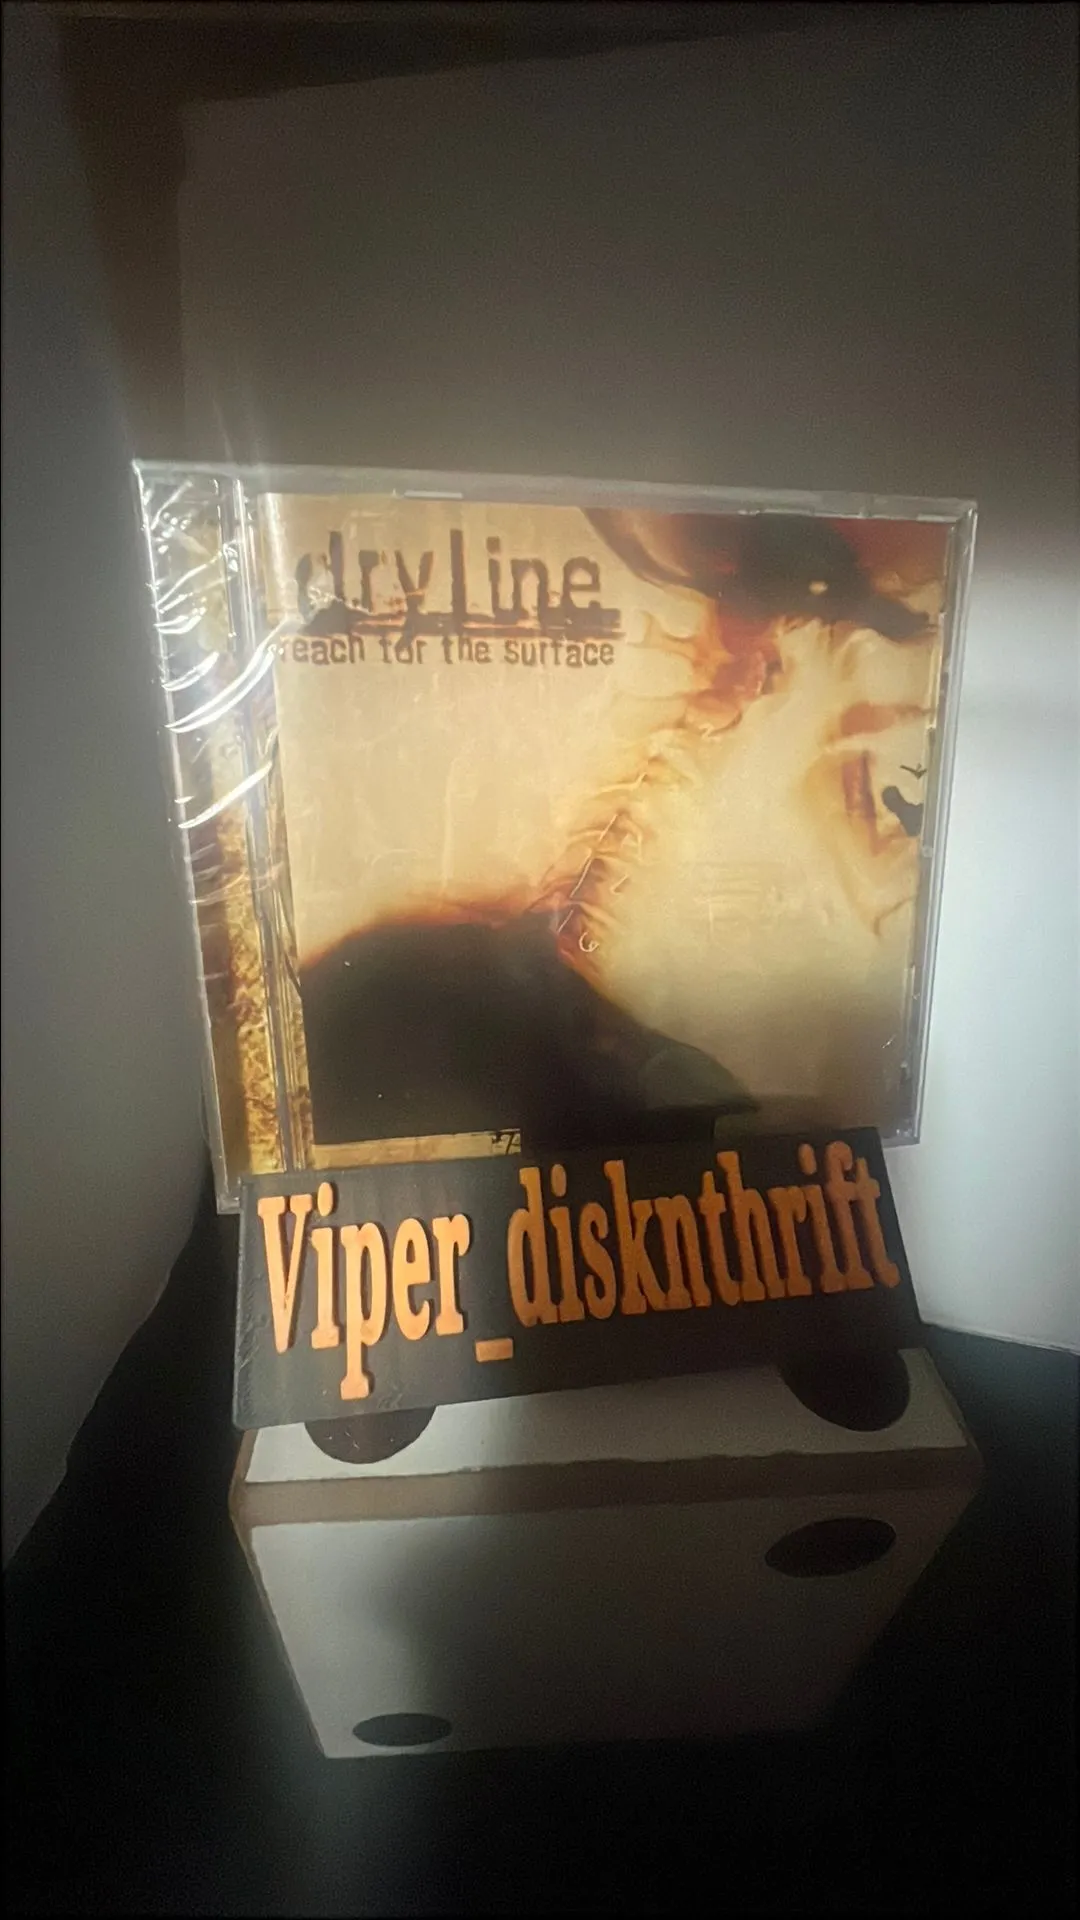 dryline
reach for the surface
Viper_disknthrift